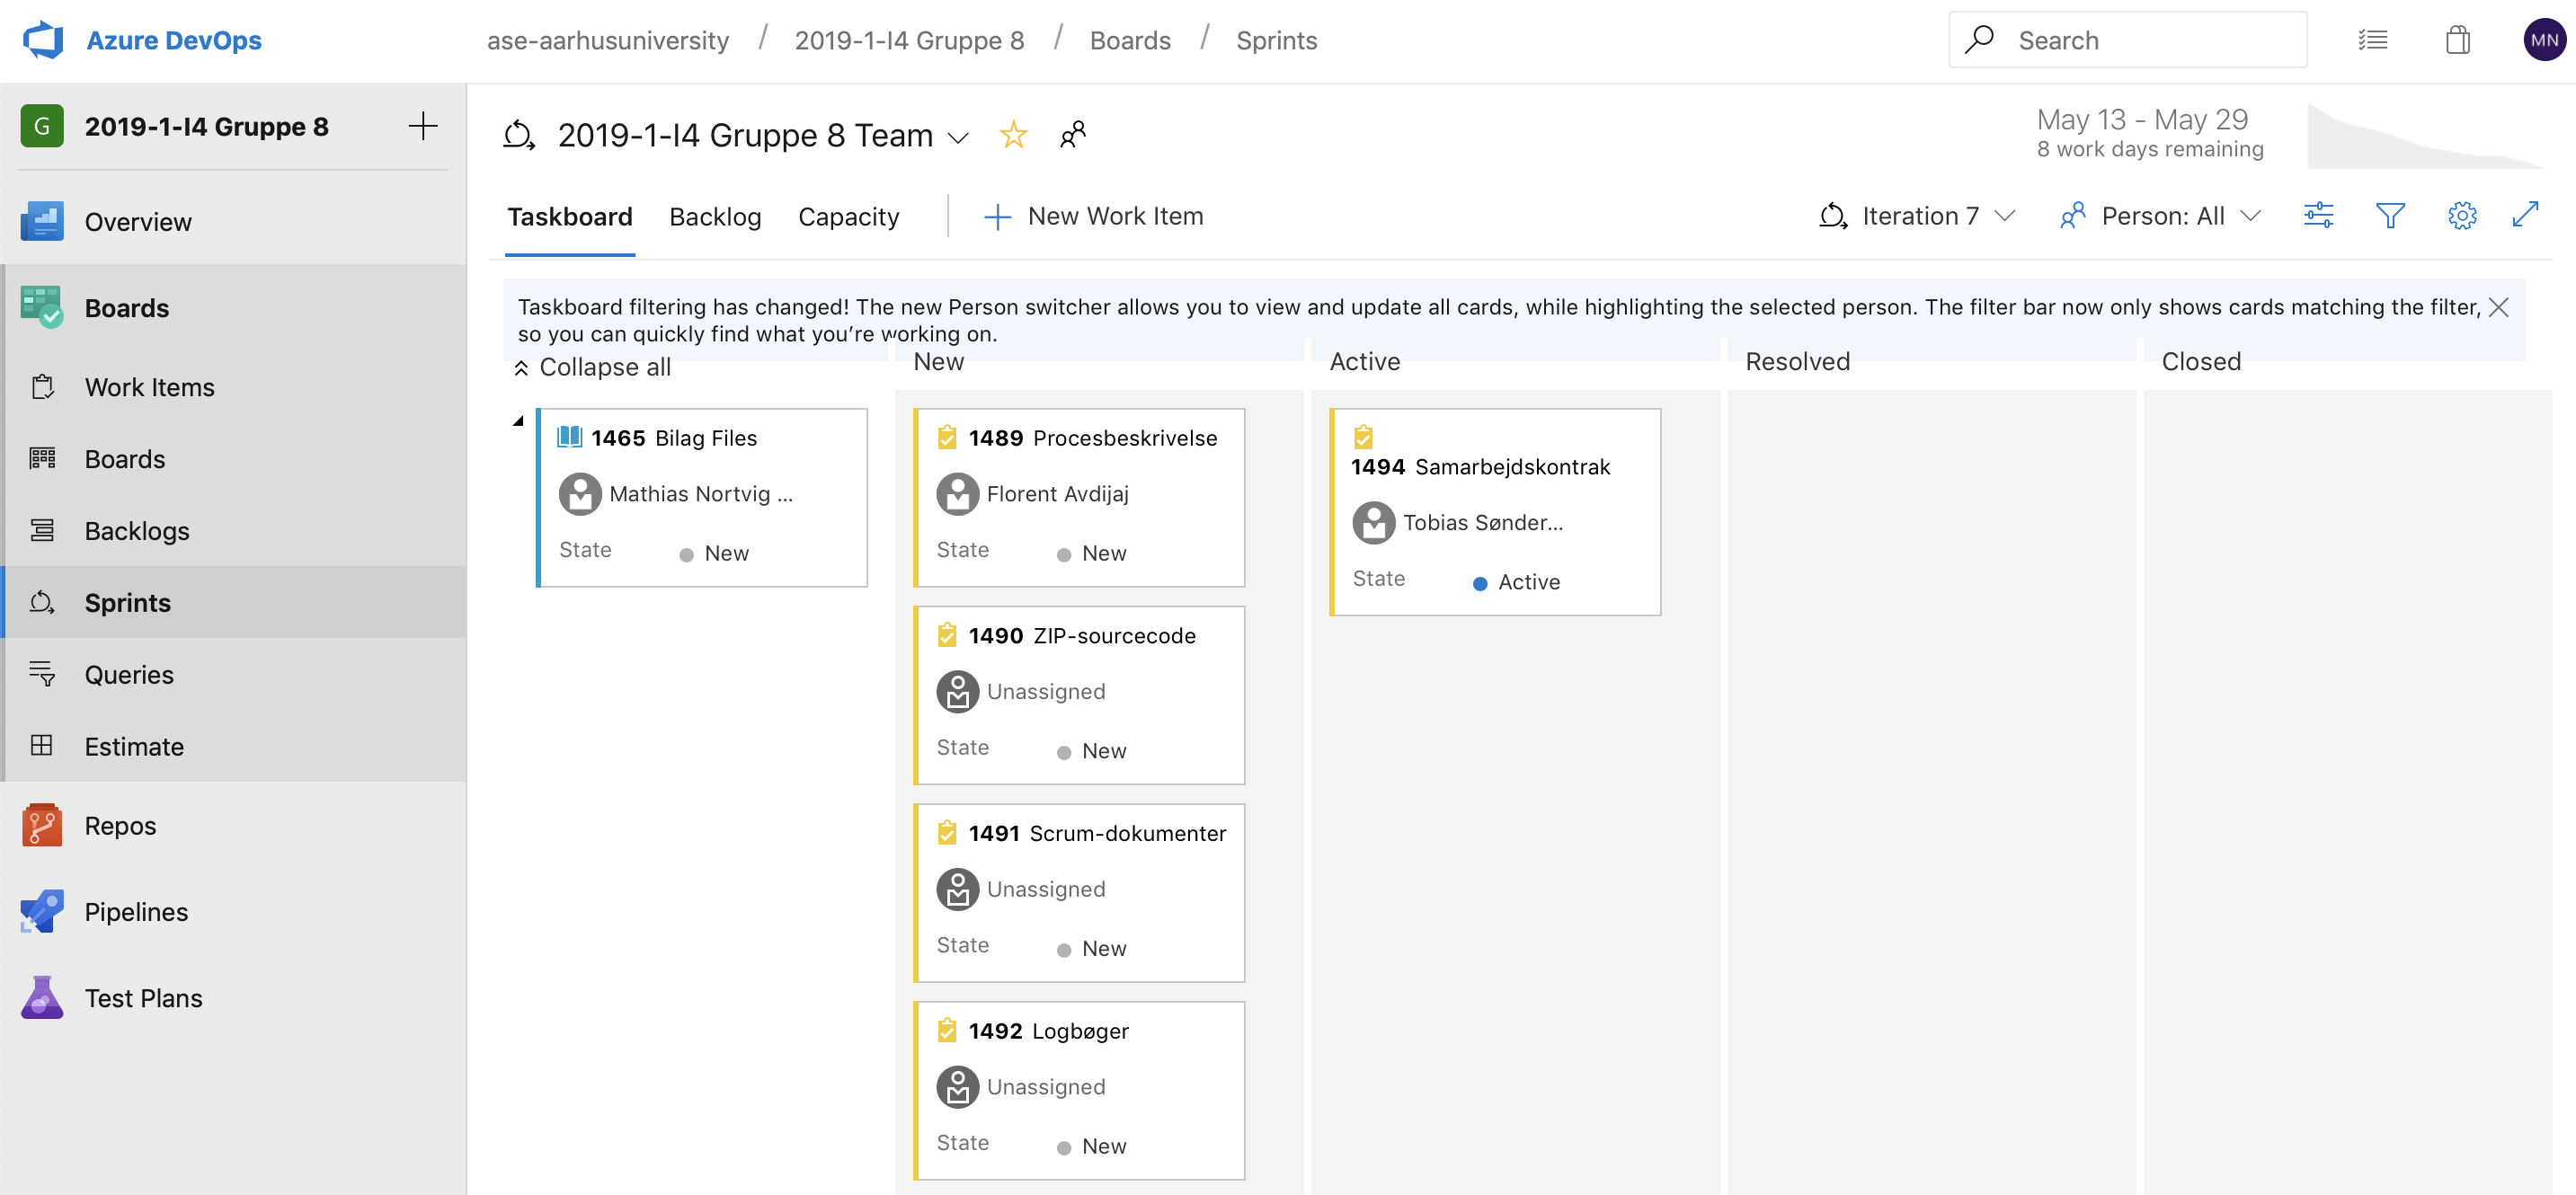 Azure DevOps
ase-aarhusuniversity / 2019-1-I4 Gruppe 8 / Boards / Sprints
Search
MN
G 2019-1-I4 Gruppe 8
Overview
Boards
Work Items
Boards
Backlogs
Sprints
Queries
Estimate
Repos
Pipelines
Test Plans
2019-1-I4 Gruppe 8 Team
May 13 - May 29
8 work days remaining
Taskboard Backlog Capacity New Work Item
Iteration 7 Person: All
Taskboard filtering has changed! The new Person switcher allows you to view and update all cards, while highlighting the selected person. The filter bar now only shows cards matching the filter,
so you can quickly find what you’re working on.
Collapse all New Active Resolved Closed
1465 Bilag Files
Mathias Nortvig ...
State New
1489 Procesbeskrivelse
Florent Avdijaj
State New
1490 ZIP-sourcecode
Unassigned
State New
1491 Scrum-dokumenter
Unassigned
State New
1492 Logbøger
Unassigned
State New
1494 Samarbejdskontrak
Tobias Sønder...
State Active